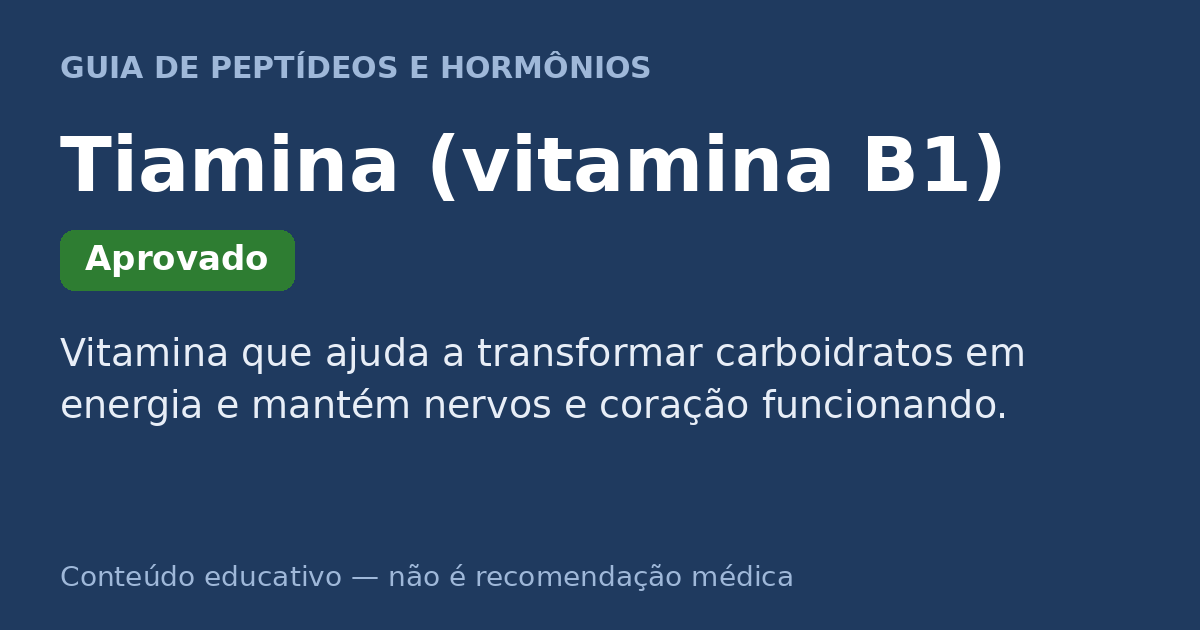 GUIA DE PEPTÍDEOS E HORMÔNIOS
Tiamina (vitamina B1)
Aprovado
Vitamina que ajuda a transformar carboidratos em
energia e mantém nervos e coração funcionando.
Conteúdo educativo — não é recomendação médica